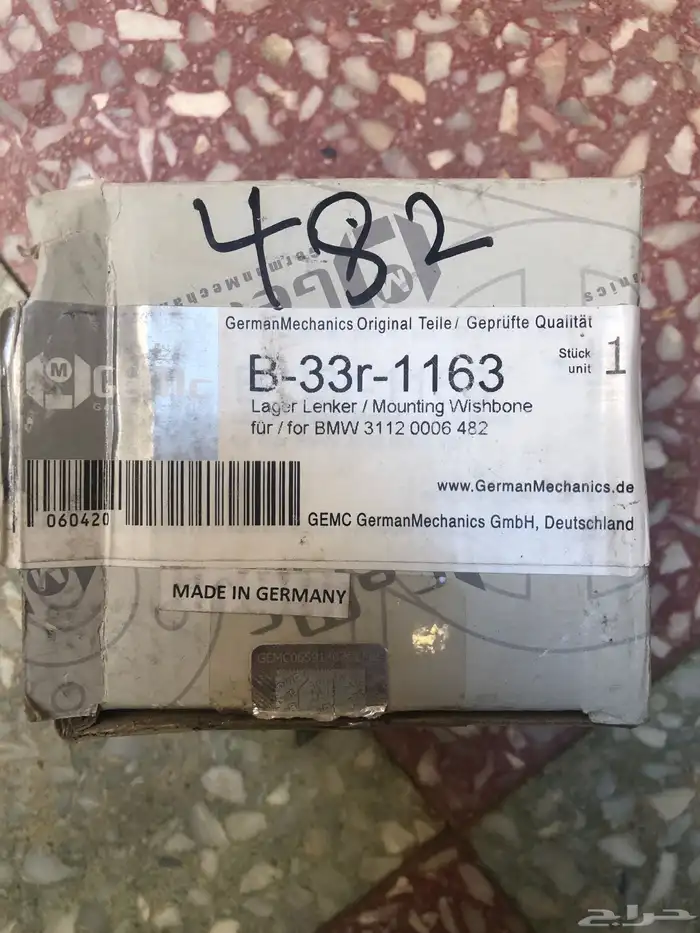 482
GermanMechanics Original Teile / Geprüfte Qualität
B-33r-1163
Stück
unit 1
Lager Lenker / Mounting Wishbone
für / for BMW 3112 0006 482
Gemc
www.GermanMechanics.de
060420
GEMC GermanMechanics GmbH, Deutschland
MADE IN GERMANY
حراج